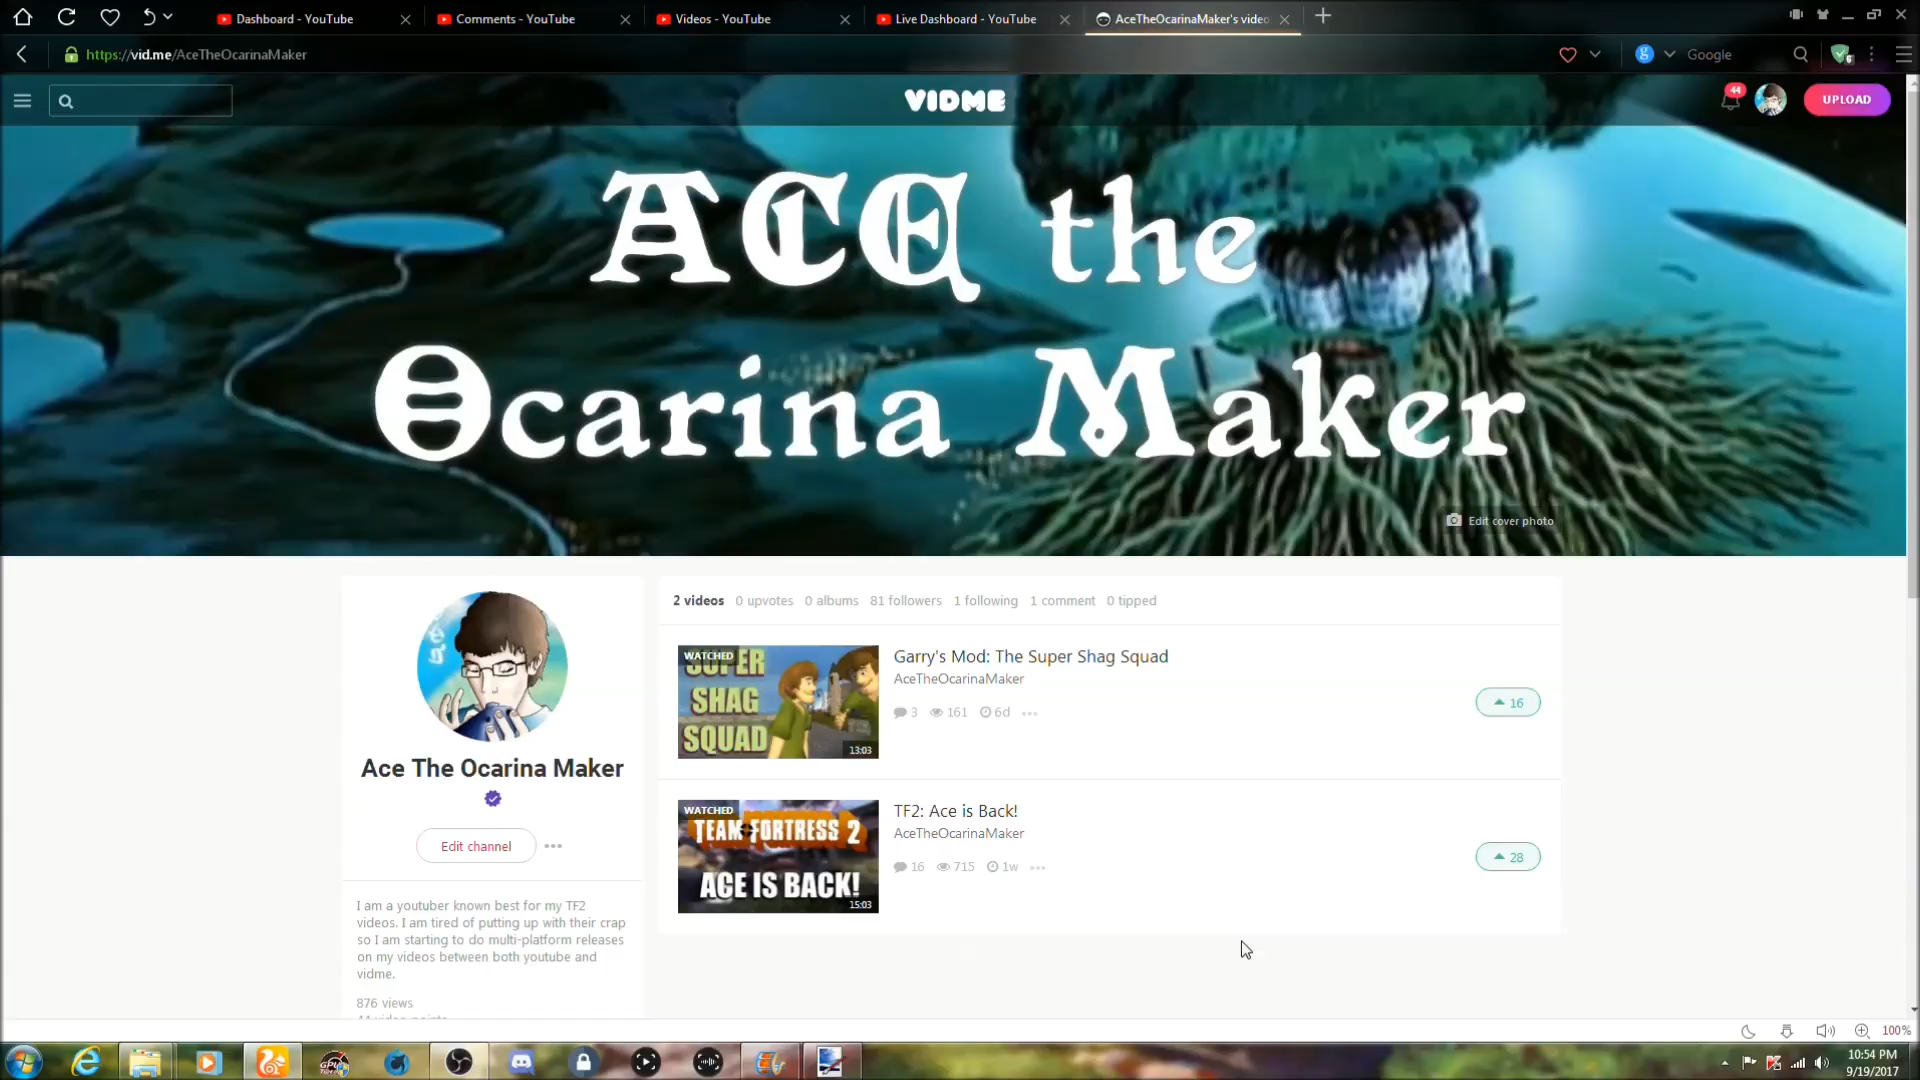 Dashboard - YouTube
Comments - YouTube
Videos - YouTube
Live Dashboard - YouTube
AceTheOcarinaMaker's video
https://vid.me/AceTheOcarinaMaker
Google
6
VIDME
44
UPLOAD
ACE the
Ocarina Maker
Edit cover photo
2 videos 0 upvotes 0 albums 81 followers 1 following 1 comment 0 tipped
WATCHED
SUPER
SHAG
SQUAD
13:03
Garry's Mod: The Super Shag Squad
AceTheOcarinaMaker
3 161 6d
16
WATCHED
TEAM FORTRESS 2
ACE IS BACK!
15:03
TF2: Ace is Back!
AceTheOcarinaMaker
16 715 1w
28
Ace The Ocarina Maker
Edit channel
I am a youtuber known best for my TF2
videos. I am tired of putting up with their crap
so I am starting to do multi-platform releases
on my videos between both youtube and
vidme.
876 views
44 video points
100%
10:54 PM
9/19/2017